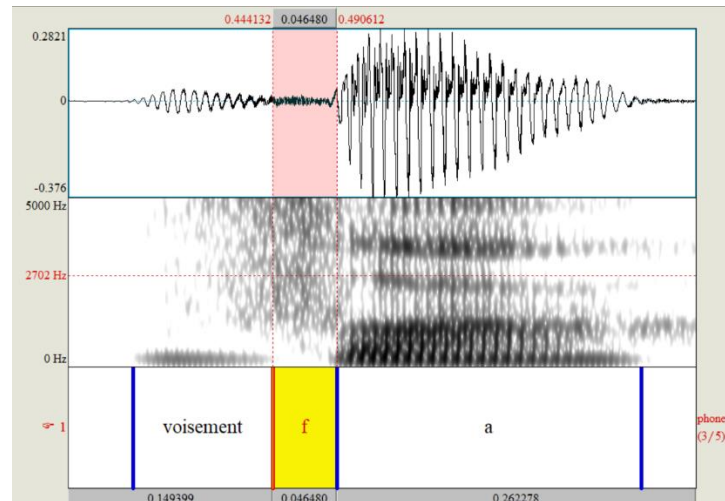 0.444132 0.046480 0.490612
0.2821
0
-0.376
5000 Hz
2702 Hz
0 Hz
☞ 1 voisement f a phone
(3/5)
0.149399 0.046480 0.262278